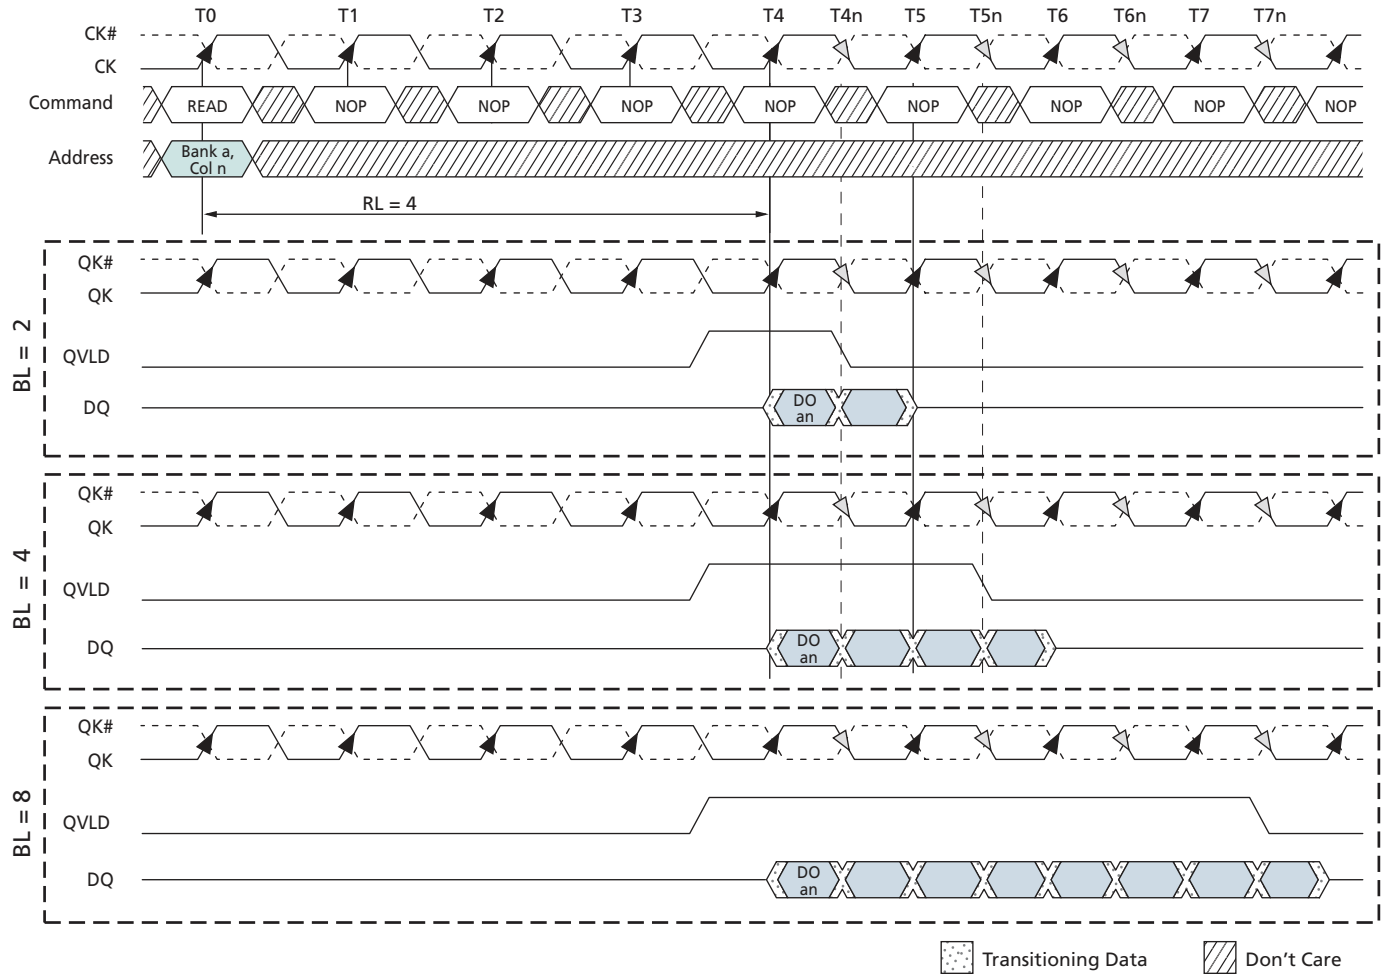 T0 T1 T2 T3 T4 T4n T5 T5n T6 T6n T7 T7n
CK#
CK
Command READ NOP NOP NOP NOP NOP NOP NOP NOP
Address Bank a,
Col n
RL = 4
BL = 2
QK#
QK
QVLD
DQ DO
an
BL = 4
QK#
QK
QVLD
DQ DO
an
BL = 8
QK#
QK
QVLD
DQ DO
an
Transitioning Data Don't Care